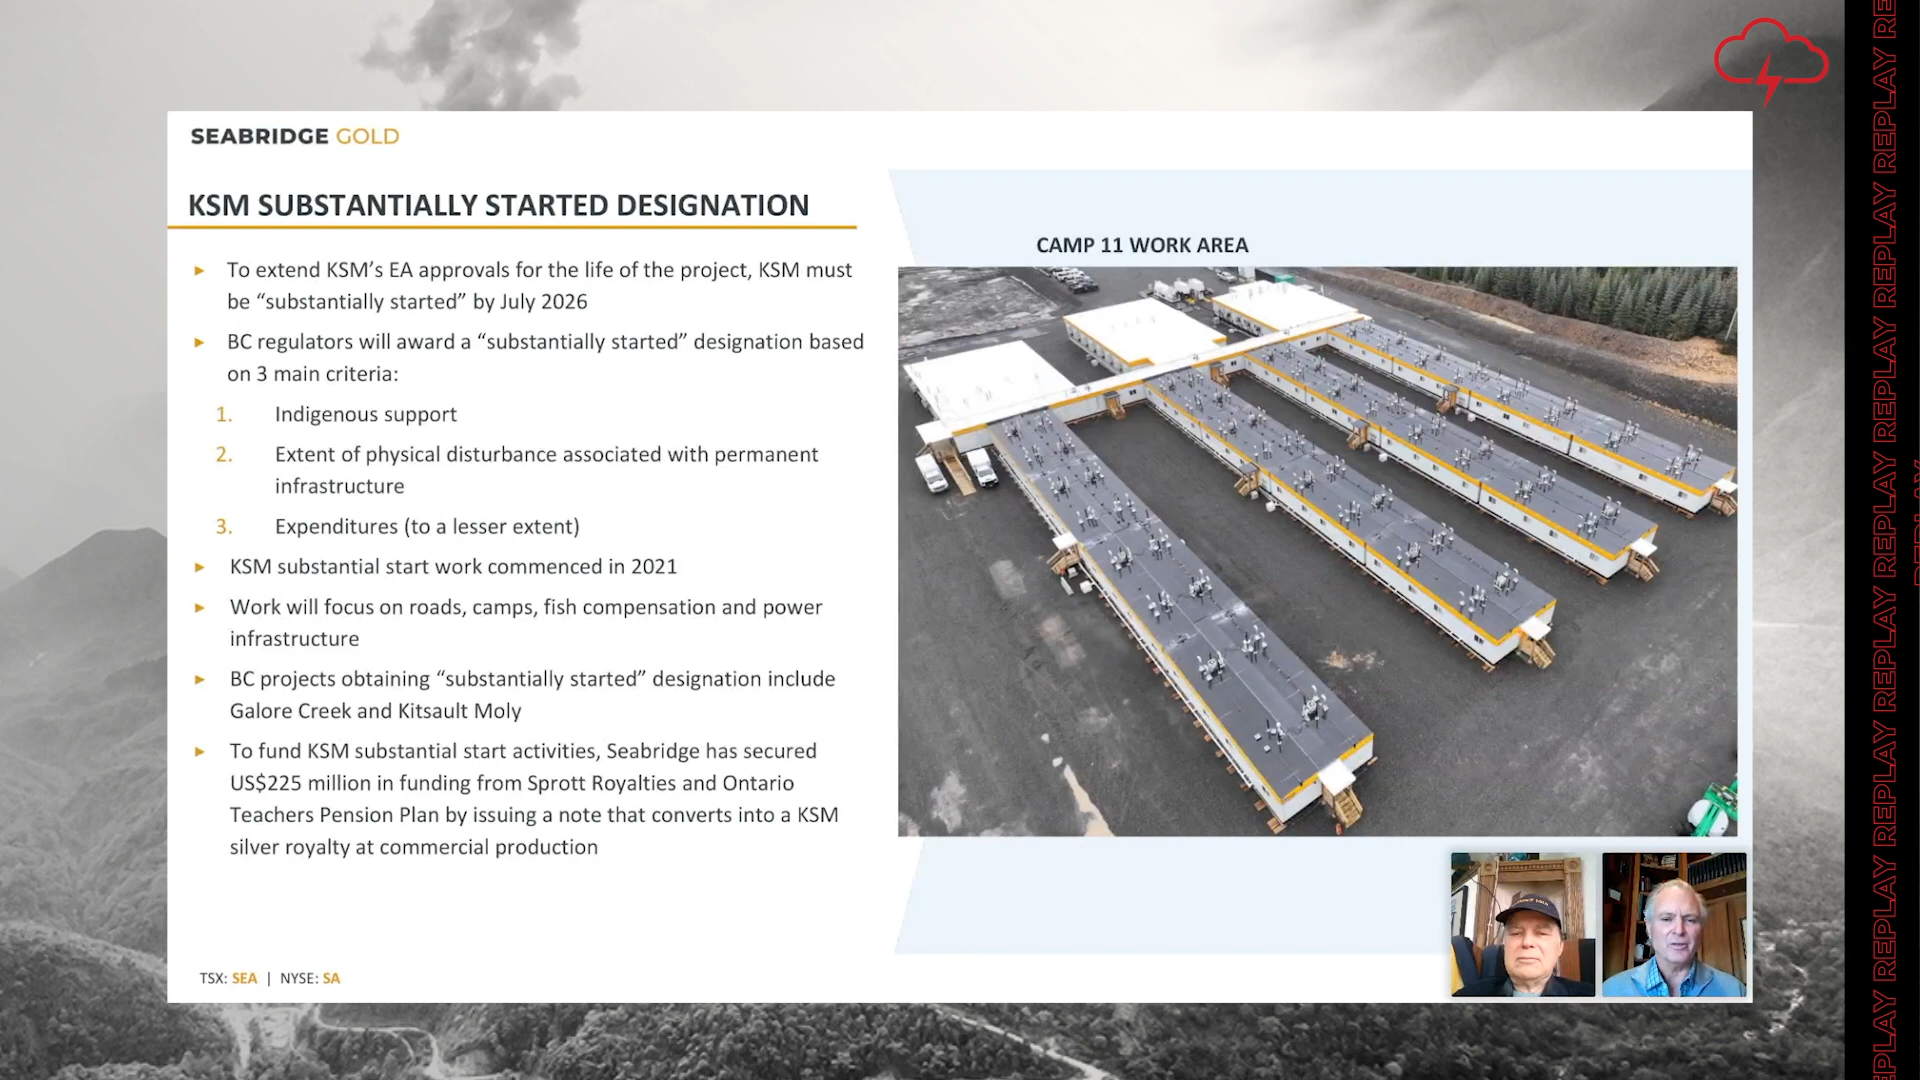 SEABRIDGE GOLD
KSM SUBSTANTIALLY STARTED DESIGNATION
► To extend KSM's EA approvals for the life of the project, KSM must
be “substantially started” by July 2026
► BC regulators will award a “substantially started” designation based
on 3 main criteria:
1. Indigenous support
2. Extent of physical disturbance associated with permanent
infrastructure
3. Expenditures (to a lesser extent)
► KSM substantial start work commenced in 2021
► Work will focus on roads, camps, fish compensation and power
infrastructure
► BC projects obtaining “substantially started” designation include
Galore Creek and Kitsault Moly
► To fund KSM substantial start activities, Seabridge has secured
US$225 million in funding from Sprott Royalties and Ontario
Teachers Pension Plan by issuing a note that converts into a KSM
silver royalty at commercial production
CAMP 11 WORK AREA
TSX: SEA | NYSE: SA
REPLAY REPLAY REPLAY REPLAY REPLAY REPLAY REPLAY REPLAY